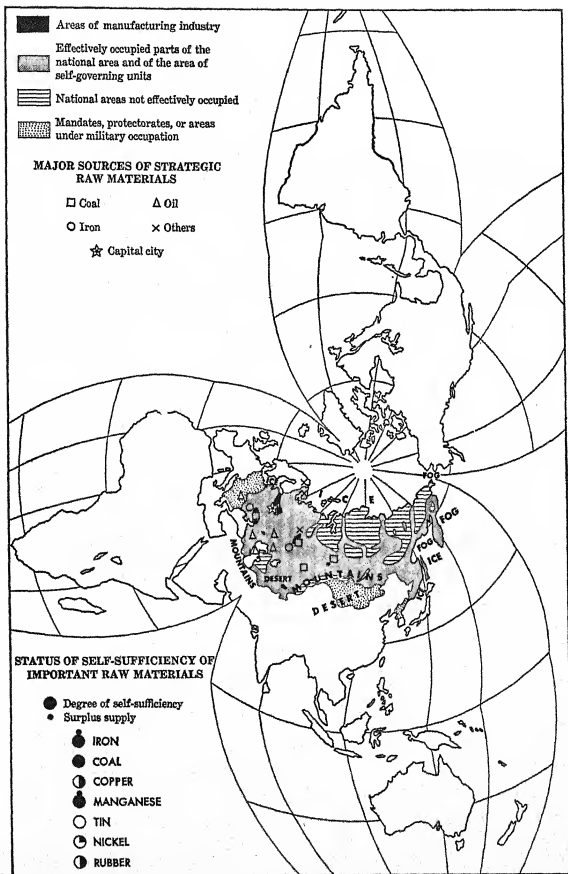 Areas of manufacturing industry
Effectively occupied parts of the
national area and of the area of
self-governing units
National areas not effectively occupied
Mandates, protectorates, or areas
under military occupation
MAJOR SOURCES OF STRATEGIC
RAW MATERIALS
Coal
Oil
Iron
Others
Capital city
FOG
I C E
FOG
FOG
ICE
MOUNTAINS
DESERT
MOUNTAINS
DESERT
STATUS OF SELF-SUFFICIENCY OF
IMPORTANT RAW MATERIALS
Degree of self-sufficiency
Surplus supply
IRON
COAL
COPPER
MANGANESE
TIN
NICKEL
RUBBER